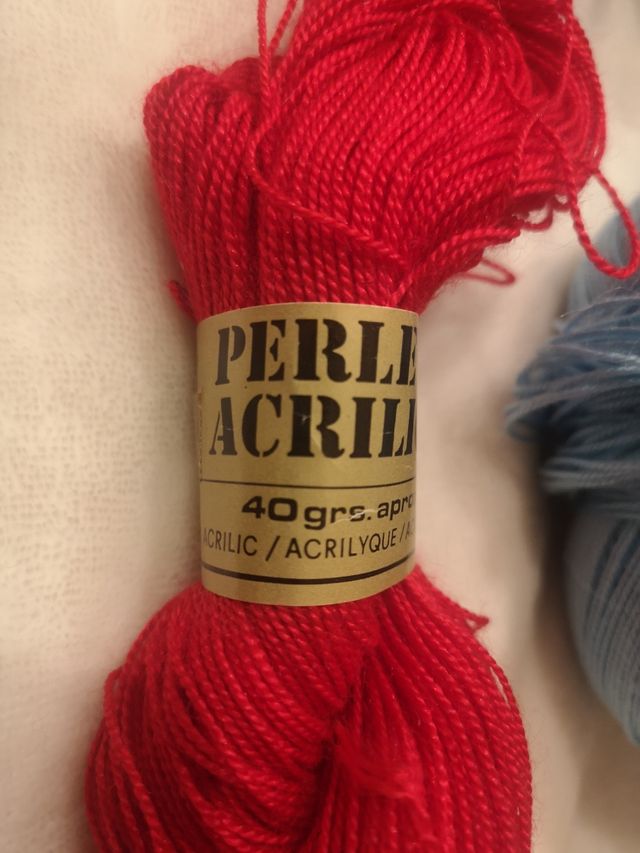 PERLE
ACRILI
40grs. apro
ACRILIC / ACRILYQUE / A